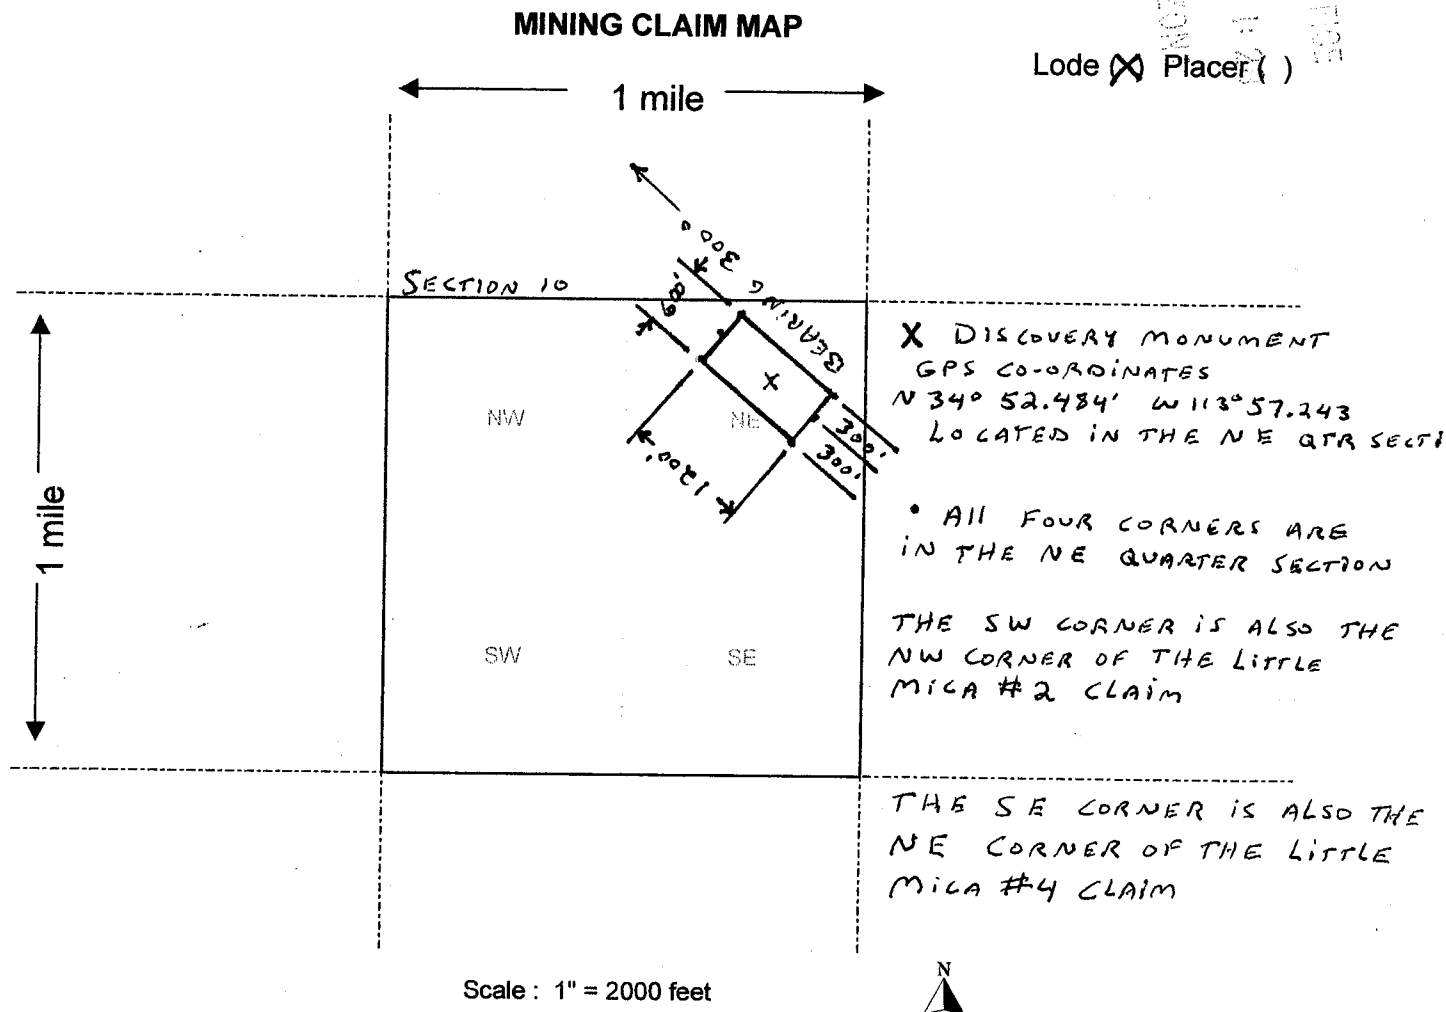 MINING CLAIM MAP
Lode (X) Placer ( )
1 mile
BEARING 300°
SECTION 10
600'
NW
NE
300'
300'
1200'
1 mile
SW
SE
X DISCOVERY MONUMENT
GPS CO-ORDINATES
N 34° 52.484' W 113° 57.243
LOCATED IN THE NE QTR SECTI
• All FOUR CORNERS ARE
IN THE NE QUARTER SECTION
THE SW CORNER iS ALSO THE
NW CORNER OF THE LiTTLE
MiCA #2 CLAiM
THE SE CORNER iS ALSO THE
NE CORNER OF THE LiTTLE
MiCA #4 CLAiM
Scale : 1" = 2000 feet
N